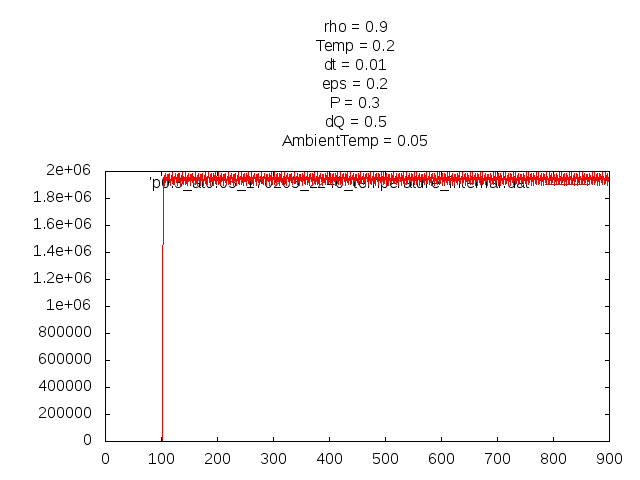 rho = 0.9
Temp = 0.2
dt = 0.01
eps = 0.2
P = 0.3
dQ = 0.5
AmbientTemp = 0.05
2e+06
1.8e+06
1.6e+06
1.4e+06
1.2e+06
1e+06
800000
600000
400000
200000
0
0 100 200 300 400 500 600 700 800 900